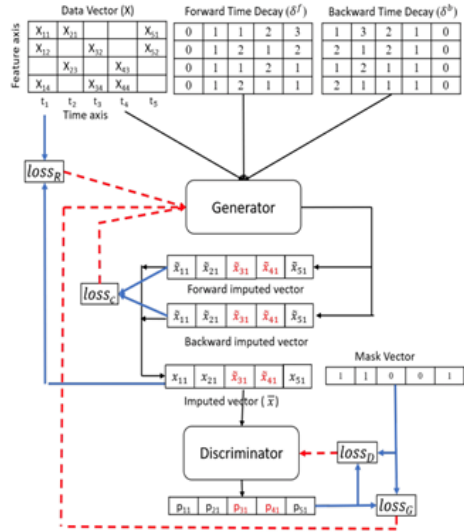 Data Vector (X) Forward Time Decay (δᶠ) Backward Time Decay (δᵇ)
Feature axis
X₁₁ X₂₁ X₅₁ 0 1 1 2 3 1 3 2 1 0
X₁₂ X₃₂ X₅₂ 0 1 2 1 2 2 1 2 1 0
X₂₃ X₄₃ 0 1 1 2 1 1 2 1 1 0
X₁₄ X₃₄ X₄₄ 0 1 2 1 1 2 1 1 1 0
t₁ t₂ t₃ t₄ t₅
Time axis
loss_R
Generator
x̃₁₁ x̃₂₁ x̃₃₁ x̃₄₁ x̃₅₁
Forward imputed vector
loss_C
x̃₁₁ x̃₂₁ x̃₃₁ x̃₄₁ x̃₅₁
Backward imputed vector
Mask Vector
x₁₁ x₂₁ x̃₃₁ x̃₄₁ x₅₁ 1 1 0 0 1
Imputed vector (x̄)
Discriminator
loss_D
p₁₁ p₂₁ p₃₁ p₄₁ p₅₁
loss_G